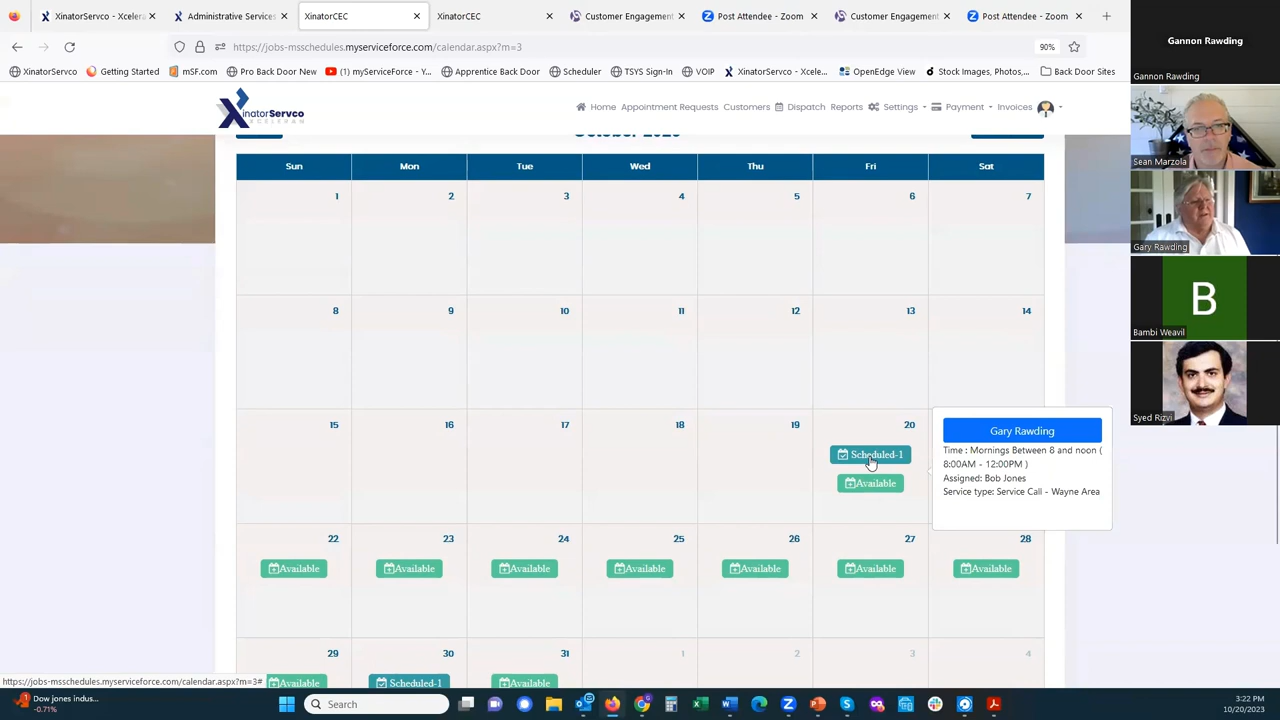 XinatorServco - Xcelera
Administrative Services
XinatorCEC
XinatorCEC
Customer Engagement
Post Attendee - Zoom
Customer Engagement
Post Attendee - Zoom
https://jobs-msschedules.myserviceforce.com/calendar.aspx?m=3
90%
XinatorServco
Getting Started
mSF.com
Pro Back Door New
(1) myServiceForce - Y...
Apprentice Back Door
Scheduler
TSYS Sign-In
VOIP
XinatorServco - Xcele...
OpenEdge View
Stock Images, Photos,...
Back Door Sites
XinatorServco
XCELERAN
Home
Appointment Requests
Customers
Dispatch
Reports
Settings
Payment
Invoices
October 2023
Sun Mon Tue Wed Thu Fri Sat
1 2 3 4 5 6 7
8 9 10 11 12 13 14
15 16 17 18 19 20
Scheduled-1
Available
Gary Rawding
Time : Mornings Between 8 and noon (
8:00AM - 12:00PM )
Assigned: Bob Jones
Service type: Service Call - Wayne Area
22 23 24 25 26 27 28
Available Available Available Available Available Available Available
29 30 31 1 2 3 4
Available Scheduled-1 Available
https://jobs-msschedules.myserviceforce.com/calendar.aspx?m=3#
Gannon Rawding
Gannon Rawding
Sean Marzola
Gary Rawding
B
Bambi Weavil
Syed Rizvi
1
Dow jones indus...
-0.71%
Search
3:22 PM
10/20/2023